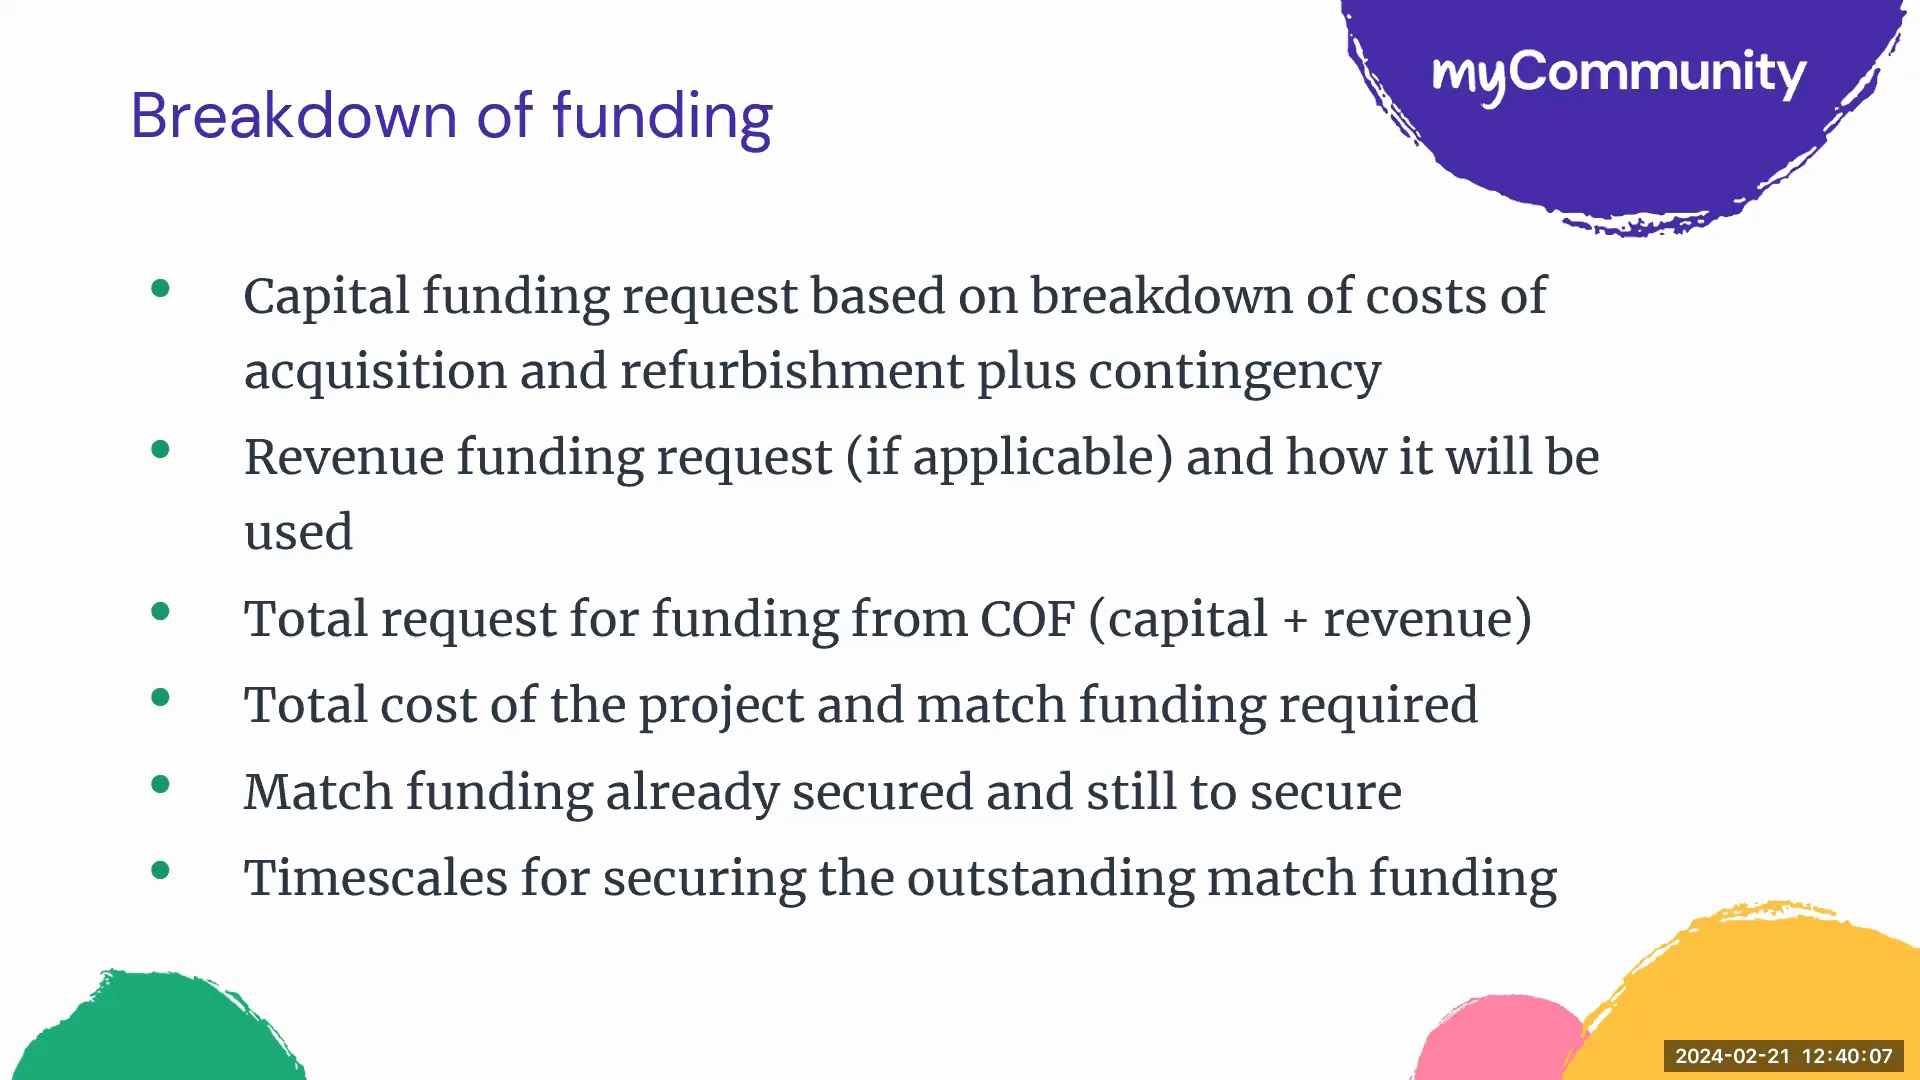 myCommunity
Breakdown of funding
• Capital funding request based on breakdown of costs of
acquisition and refurbishment plus contingency
• Revenue funding request (if applicable) and how it will be
used
• Total request for funding from COF (capital + revenue)
• Total cost of the project and match funding required
• Match funding already secured and still to secure
• Timescales for securing the outstanding match funding
2024-02-21 12:40:07